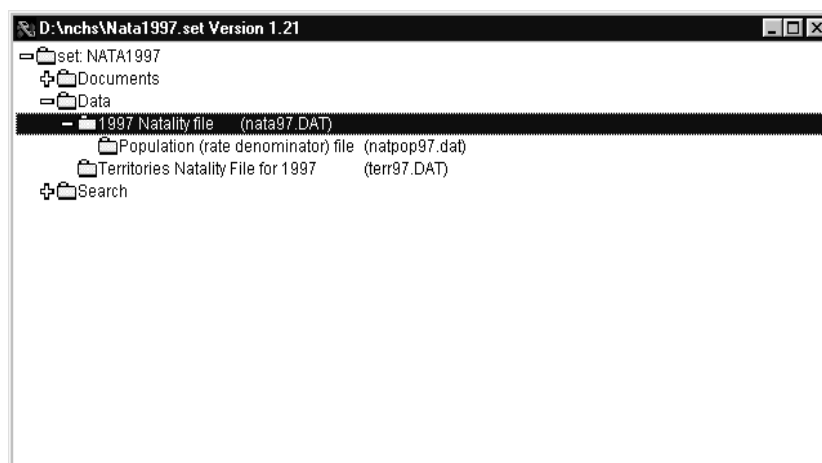 D:\nchs\Nata1997.set Version 1.21
set: NATA1997
Documents
Data
1997 Natality file (nata97.DAT)
Population (rate denominator) file (natpop97.dat)
Territories Natality File for 1997 (terr97.DAT)
Search